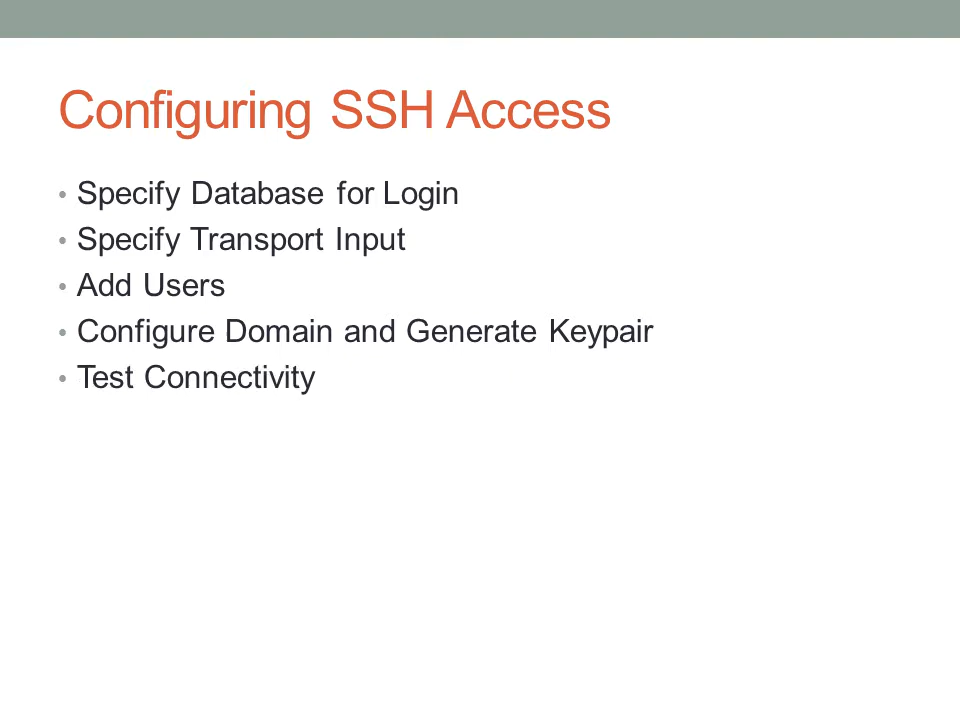 Configuring SSH Access
• Specify Database for Login
• Specify Transport Input
• Add Users
• Configure Domain and Generate Keypair
• Test Connectivity